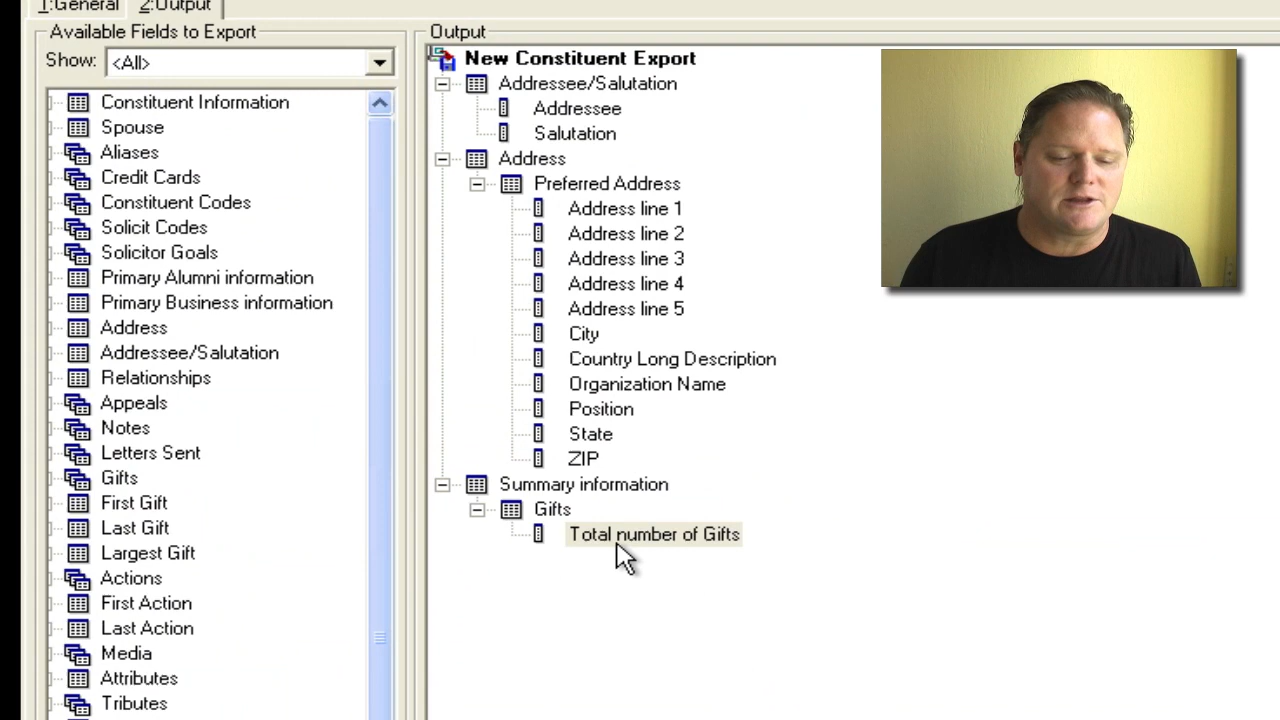 1:General
2:Output
Available Fields to Export
Show: <All>
Constituent Information
Spouse
Aliases
Credit Cards
Constituent Codes
Solicit Codes
Solicitor Goals
Primary Alumni information
Primary Business information
Address
Addressee/Salutation
Relationships
Appeals
Notes
Letters Sent
Gifts
First Gift
Last Gift
Largest Gift
Actions
First Action
Last Action
Media
Attributes
Tributes
Output
New Constituent Export
Addressee/Salutation
Addressee
Salutation
Address
Preferred Address
Address line 1
Address line 2
Address line 3
Address line 4
Address line 5
City
Country Long Description
Organization Name
Position
State
ZIP
Summary information
Gifts
Total number of Gifts